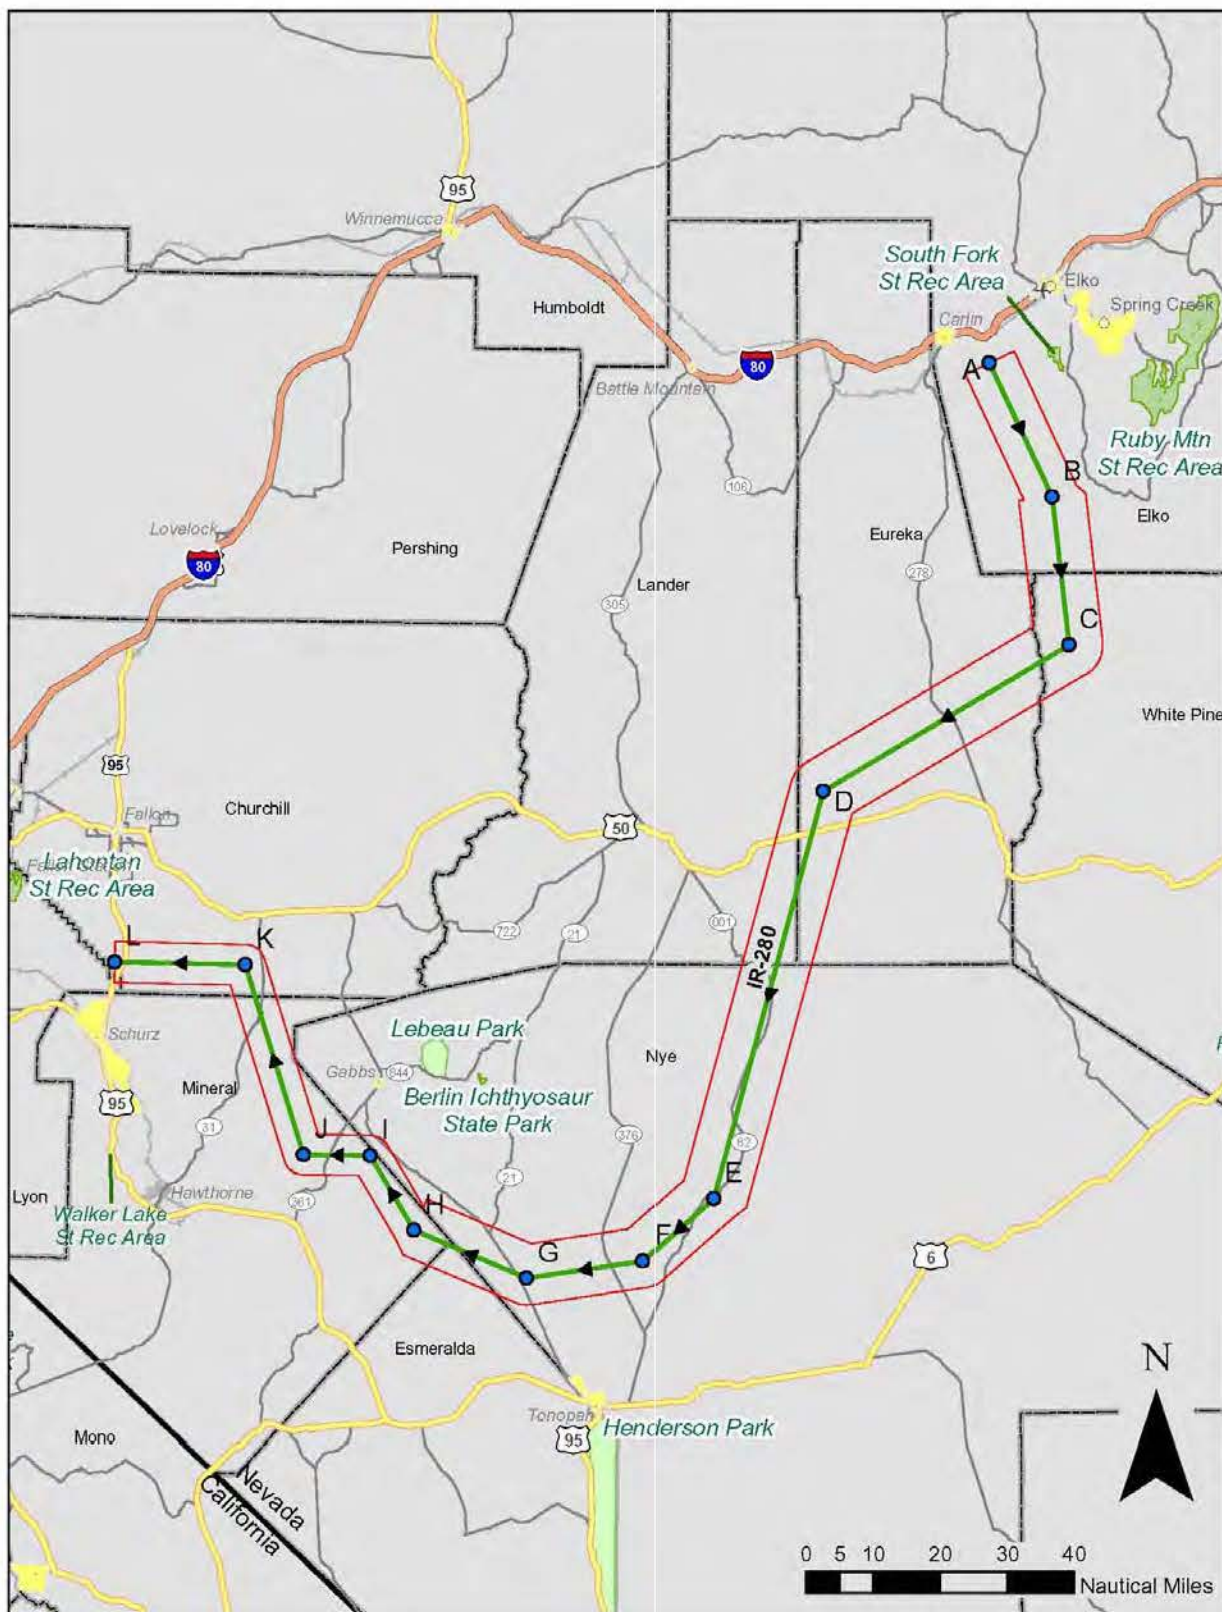 95
Winnemucca
South Fork
St Rec Area
Elko
Humboldt
Spring Creek
Carlin
80
Battle Mountain
A
Ruby Mtn
St Rec Area
B
106
Elko
Lovelock
Eureka
Pershing
80
278
Lander
305
C
White Pine
95
D
Fallon
Churchill
50
Lahontan
St Rec Area
001
722
21
L
K
IR-280
Schurz
Lebeau Park
Nye
Gabbs
844
Mineral
Berlin Ichthyosaur
State Park
95
31
376
82
J
I
21
E
Lyon
Hawthorne
361
H
Walker Lake
St Rec Area
F
6
G
Esmeralda
N
Tonopah
Henderson Park
95
Mono
Nevada
California
0 5 10 20 30 40
Nautical Miles